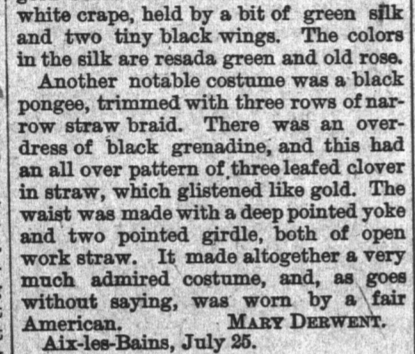 white crape, held by a bit of green silk
and two tiny black wings. The colors
in the silk are resada green and old rose.
Another notable costume was a black
pongee, trimmed with three rows of nar-
row straw braid. There was an over-
dress of black grenadine, and this had
an all over pattern of three leafed clover
in straw, which glistened like gold. The
waist was made with a deep pointed yoke
and two pointed girdle, both of open
work straw. It made altogether a very
much admired costume, and, as goes
without saying, was worn by a fair
American. MARY DERWENT.
Aix-les-Bains, July 25.